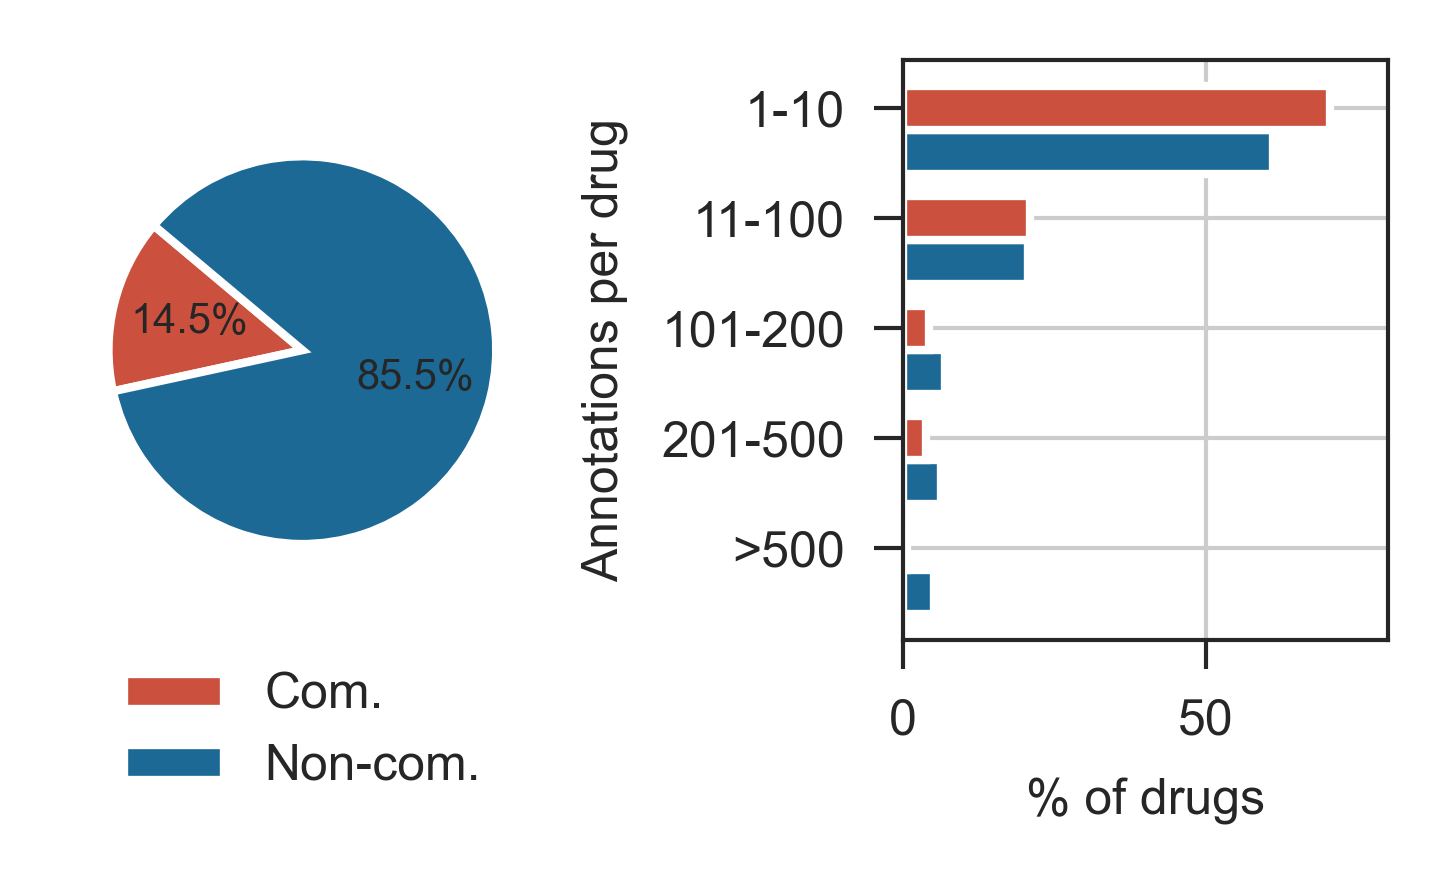 14.5%
85.5%
Com.
Non-com.
Annotations per drug
1-10
11-100
101-200
201-500
>500
0
50
% of drugs